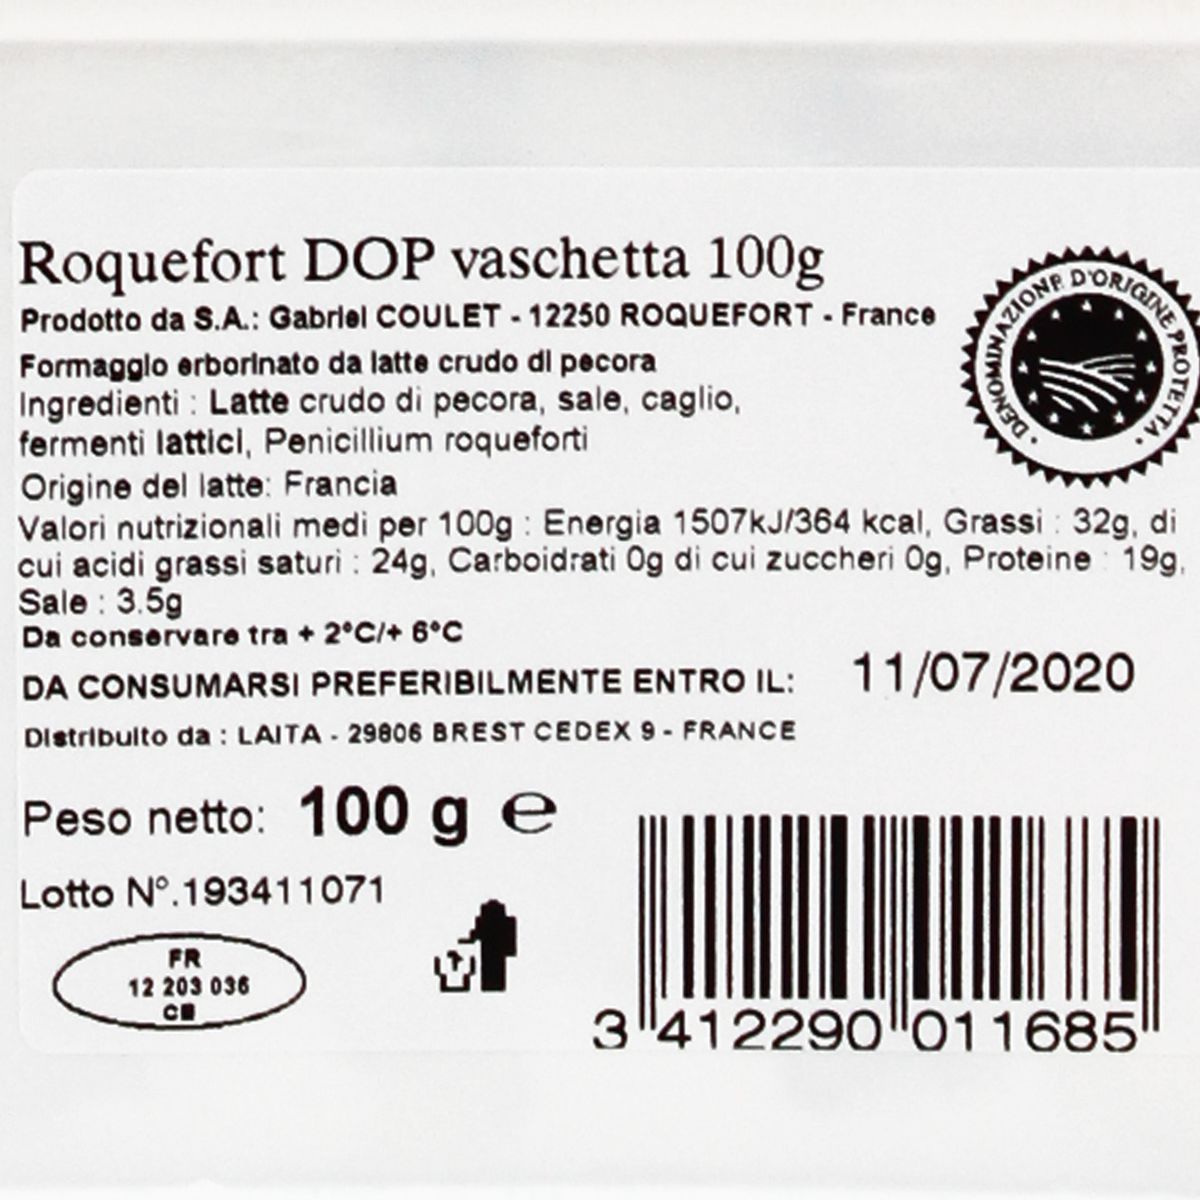 Roquefort DOP vaschetta 100g
Prodotto da S.A.: Gabriel COULET - 12250 ROQUEFORT - France
Formaggio erborinato da latte crudo di pecora
Ingredienti : Latte crudo di pecora, sale, caglio,
fermenti lattici, Penicillium roqueforti
Origine del latte: Francia
Valori nutrizionali medi per 100g : Energia 1507kJ/364 kcal, Grassi : 32g, di
cui acidi grassi saturi : 24g, Carboidrati 0g di cui zuccheri 0g, Proteine : 19g,
Sale : 3.5g
Da conservare tra + 2°C/+ 6°C
DA CONSUMARSI PREFERIBILMENTE ENTRO IL: 11/07/2020
Distribuito da : LAITA - 29806 BREST CEDEX 9 - FRANCE
Peso netto: 100 g ℮
Lotto N°.193411071
FR
12 203 036
CE
3 412290 011685
• DENOMINAZIONE D'ORIGINE PROTETTA •